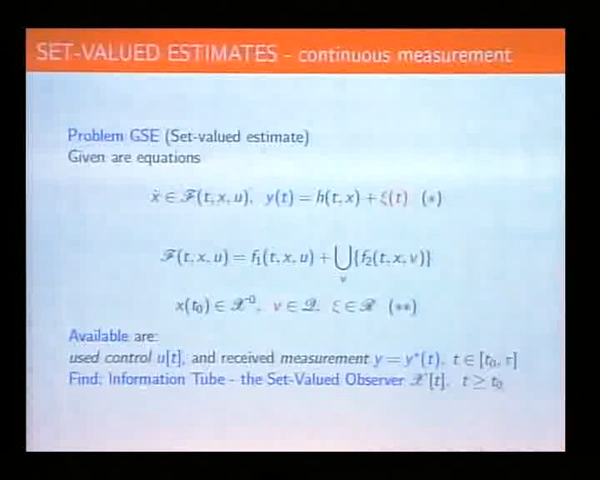 SET-VALUED ESTIMATES - continuous measurement
Problem GSE (Set-valued estimate)
Given are equations
ẋ ∈ ℱ(t, x, u), y(t) = h(t, x) + ξ(t) (∗)
ℱ(t, x, u) = f₁(t, x, u) + ⋃{f₂(t, x, v)}
v
x(t₀) ∈ 𝒳⁰, v ∈ 𝒬, ξ ∈ ℛ (∗∗)
Available are:
used control u[t], and received measurement y = y*(t), t ∈ [t₀, τ]
Find: Information Tube - the Set-Valued Observer 𝒳[t], t ≥ t₀